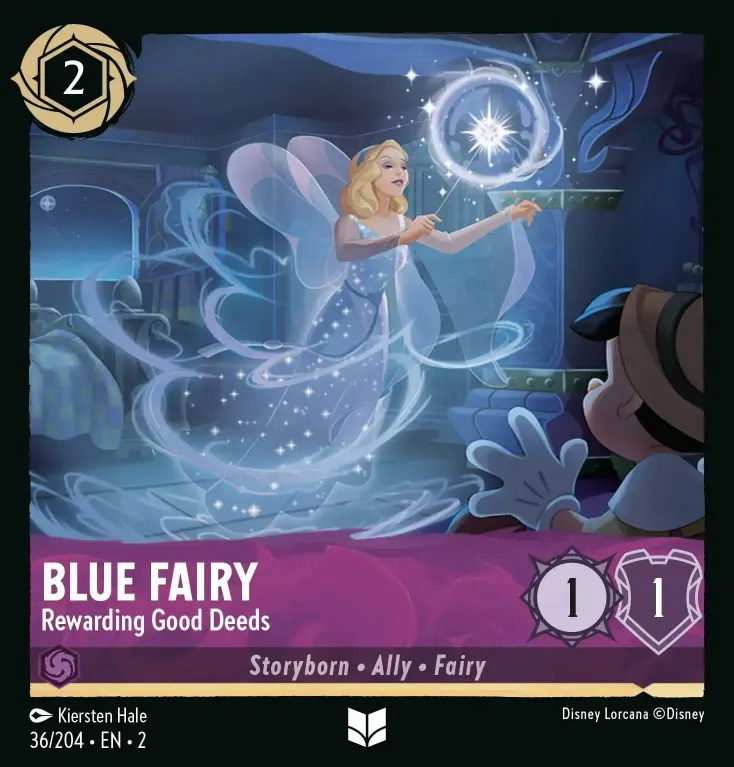 2
BLUE FAIRY
Rewarding Good Deeds
1
1
Storyborn • Ally • Fairy
Kiersten Hale
Disney Lorcana ©Disney
36/204 • EN • 2